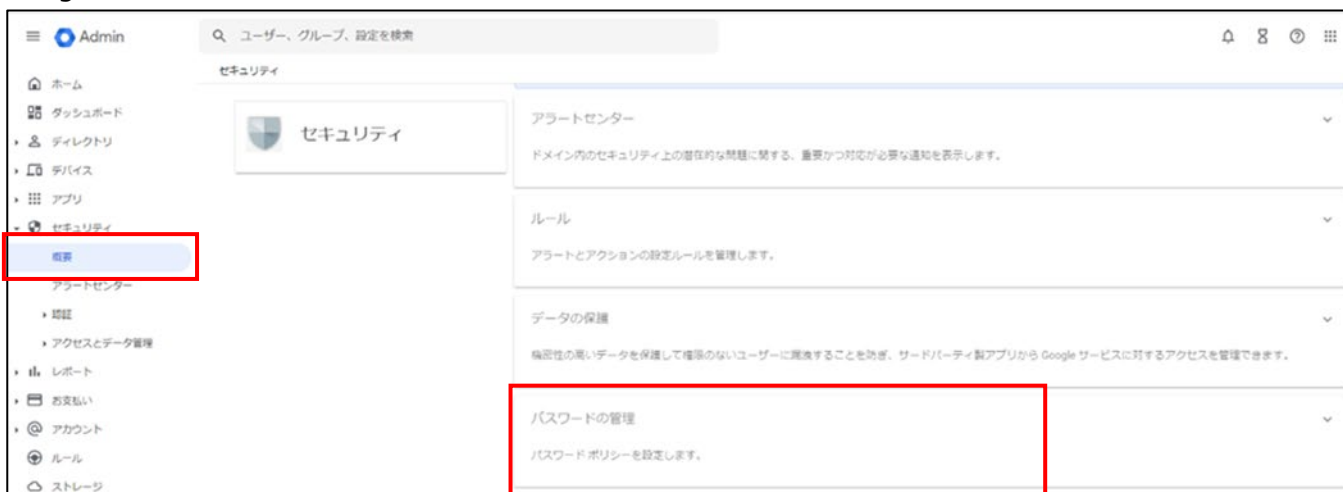 Admin
ユーザー、グループ、設定を検索
ホーム
ダッシュボード
ディレクトリ
デバイス
アプリ
セキュリティ
概要
アラートセンター
認証
アクセスとデータ管理
レポート
お支払い
アカウント
ルール
ストレージ
セキュリティ
セキュリティ
アラートセンター
ドメイン内のセキュリティ上の潜在的な問題に関する、重要かつ対応が必要な通知を表示します。
ルール
アラートとアクションの設定ルールを管理します。
データの保護
機密性の高いデータを保護して権限のないユーザーに漏洩することを防ぎ、サードパーティ製アプリから Google サービスに対するアクセスを管理できます。
パスワードの管理
パスワード ポリシーを設定します。